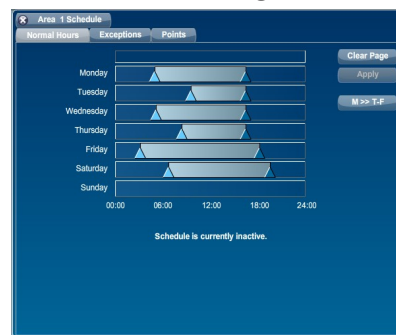 Area 1 Schedule
Normal Hours Exceptions Points
Clear Page
Monday
Apply
Tuesday
M >> T-F
Wednesday
Thursday
Friday
Saturday
Sunday
00:00 06:00 12:00 18:00 24:00
Schedule is currently inactive.